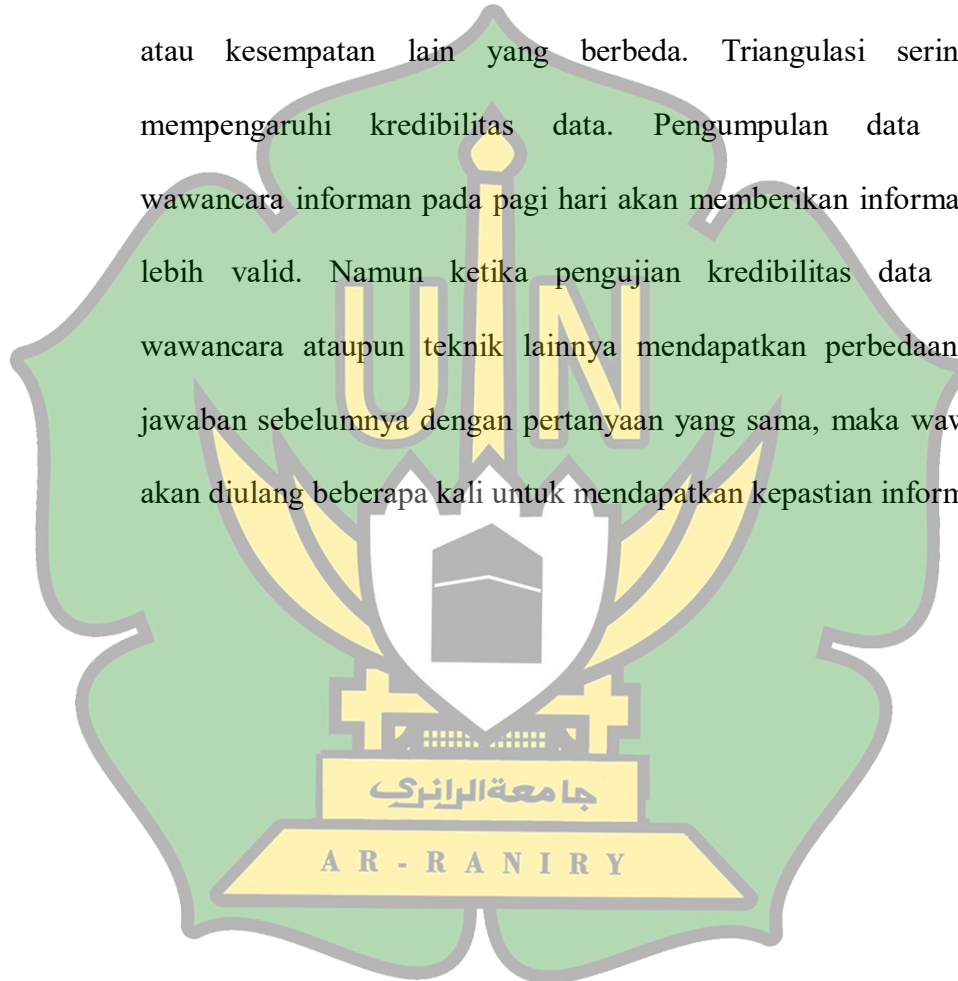 atau kesempatan lain yang berbeda. Triangulasi serin
mempengaruhi kredibilitas data. Pengumpulan data
wawancara informan pada pagi hari akan memberikan informa
lebih valid. Namun ketika pengujian kredibilitas data
wawancara ataupun teknik lainnya mendapatkan perbedaan
jawaban sebelumnya dengan pertanyaan yang sama, maka waw
akan diulang beberapa kali untuk mendapatkan kepastian inform
UIN
جامعة الرانري
AR-RANIRY